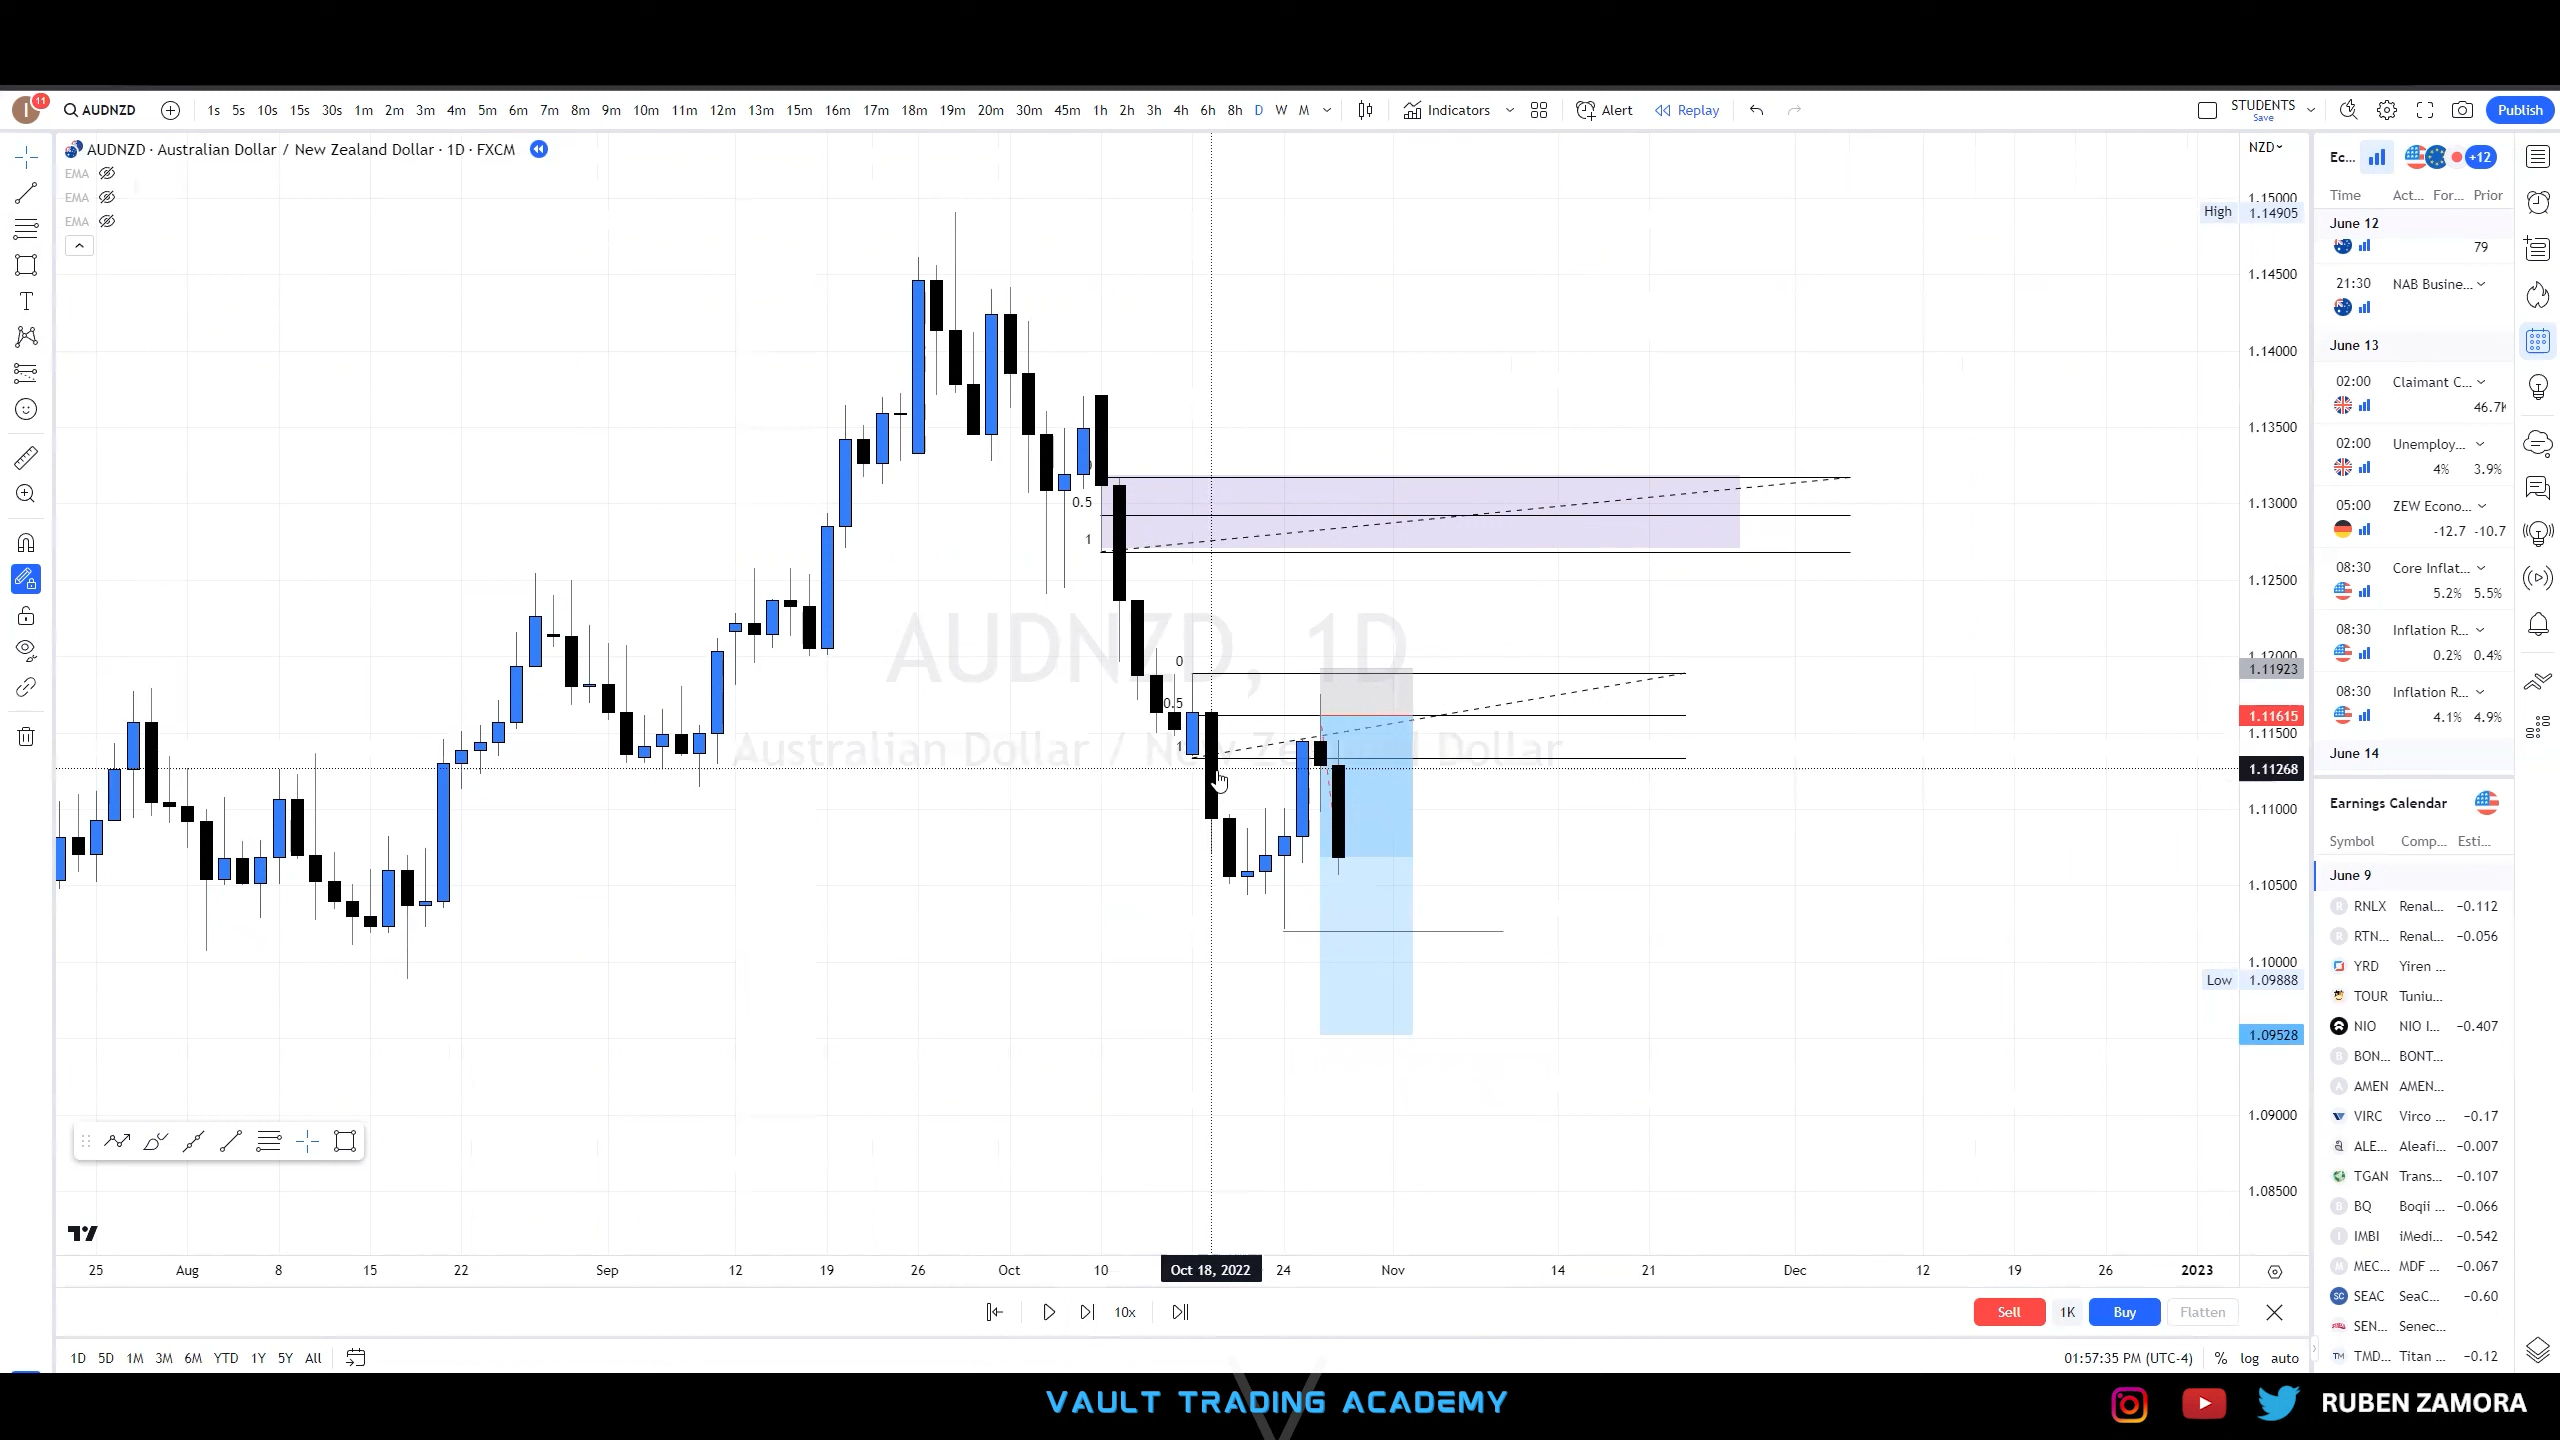 11
AUDNZD
1s 5s 10s 15s 30s 1m 2m 3m 4m 5m 6m 7m 8m 9m 10m 11m 12m 13m 15m 16m 17m 18m 19m 20m 30m 45m 1h 2h 3h 4h 6h 8h D W M
Indicators
Alert
Replay
STUDENTS
Save
Publish
AUDNZD · Australian Dollar / New Zealand Dollar · 1D · FXCM
EMA
EMA
EMA
AUDNZD, 1D
Australian Dollar / New Zealand Dollar
0.5
1
0
0.5
1
NZD
1.15000
High 1.14905
1.14500
1.14000
1.13500
1.13000
1.12500
1.12000
1.11923
1.11615
1.11500
1.11268
1.11000
1.10500
1.10000
Low 1.09888
1.09528
1.09000
1.08500
25 Aug 8 15 22 Sep 12 19 26 Oct 10 Oct 18, 2022 24 Nov 14 21 Dec 12 19 26 2023
10x
Sell 1K Buy Flatten
1D 5D 1M 3M 6M YTD 1Y 5Y All
01:57:35 PM (UTC-4) % log auto
Ec... +12
Time Act... For... Prior
June 12
79
21:30 NAB Busine...
June 13
02:00 Claimant C...
46.7K
02:00 Unemploy...
4% 3.9%
05:00 ZEW Econo...
-12.7 -10.7
08:30 Core Inflat...
5.2% 5.5%
08:30 Inflation R...
0.2% 0.4%
08:30 Inflation R...
4.1% 4.9%
June 14
Earnings Calendar
Symbol Comp... Esti...
June 9
R RNLX Renal... −0.112
R RTN... Renal... −0.056
YRD Yiren ...
TOUR Tuniu...
NIO NIO I... −0.407
B BON... BONT...
A AMEN AMEN...
VIRC Virco ... −0.17
ALE... Aleafi... −0.007
TGAN Trans... −0.107
B BQ Boqii ... −0.066
I IMBI iMedi... −0.542
M MEC... MDF ... −0.067
SC SEAC SeaC... −0.60
SEN... Senec...
TM TMD... Titan ... −0.12
VAULT TRADING ACADEMY
RUBEN ZAMORA